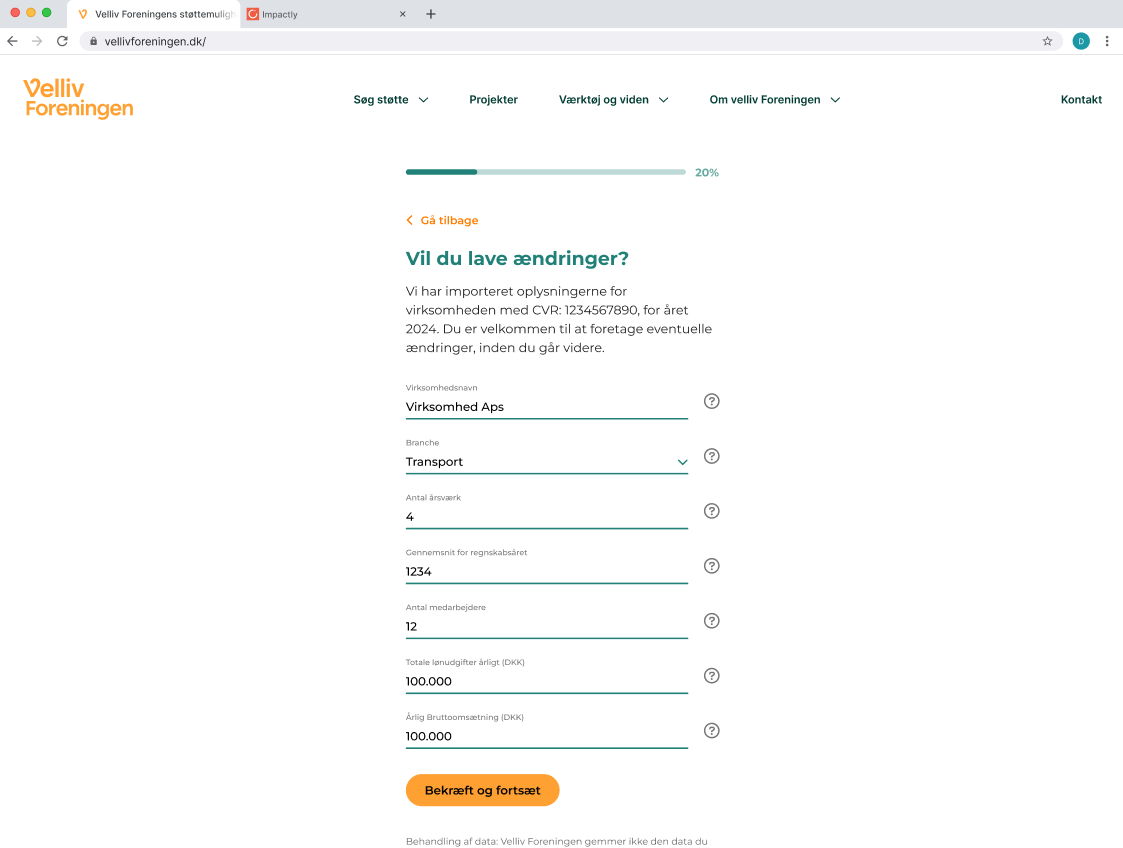 Velliv Foreningens støttemuligh
Impactly
vellivforeningen.dk/
D
Velliv
Foreningen
Søg støtte
Projekter
Værktøj og viden
Om velliv Foreningen
Kontakt
20%
Gå tilbage
Vil du lave ændringer?
Vi har importeret oplysningerne for
virksomheden med CVR: 1234567890, for året
2024. Du er velkommen til at foretage eventuelle
ændringer, inden du går videre.
Virksomhedsnavn
Virksomhed Aps
?
Branche
Transport
?
Antal årsværk
4
?
Gennemsnit for regnskabsåret
1234
?
Antal medarbejdere
12
?
Totale lønudgifter årligt (DKK)
100.000
?
Årlig Bruttoomsætning (DKK)
100.000
?
Bekræft og fortsæt
Behandling af data: Velliv Foreningen gemmer ikke den data du